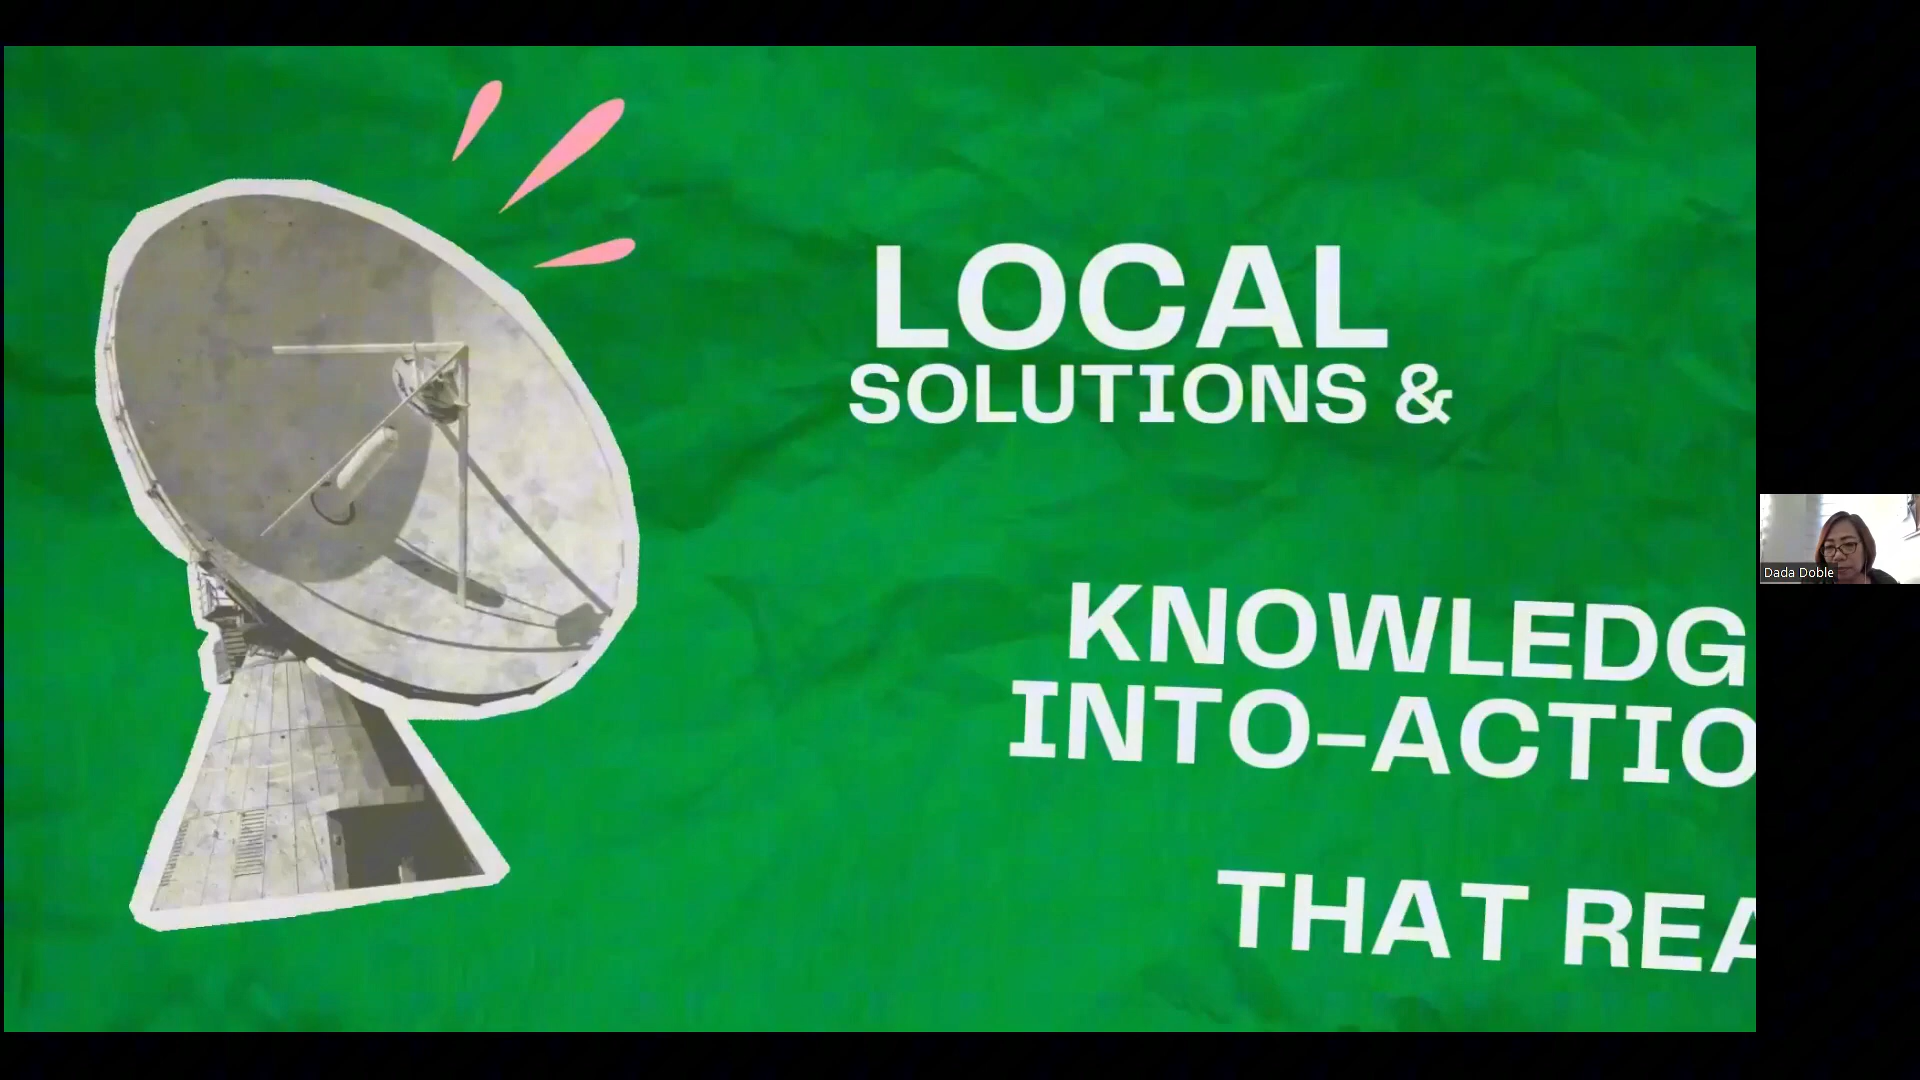 LOCAL
SOLUTIONS &
KNOWLEDG
INTO-ACTIO
THAT REA
Dada Doble